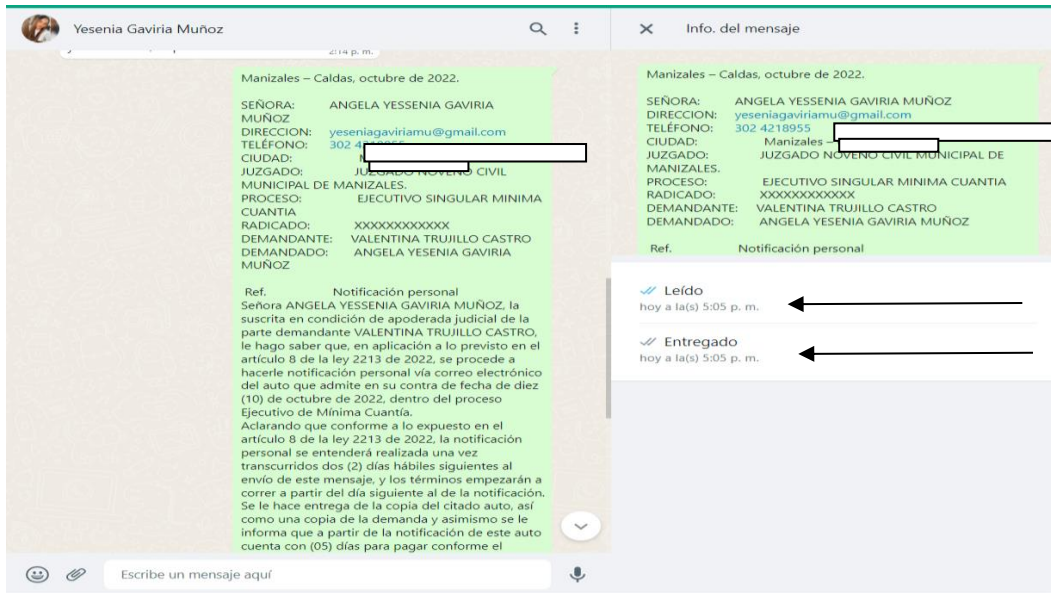 Yesenia Gaviria Muñoz
2:14 p. m.
Manizales – Caldas, octubre de 2022.
SEÑORA: ANGELA YESSENIA GAVIRIA
MUÑOZ
DIRECCION: yeseniagaviriamu@gmail.com
TELÉFONO: 302
CIUDAD:
JUZGADO: JUZGADO NOVENO CIVIL
MUNICIPAL DE MANIZALES.
PROCESO: EJECUTIVO SINGULAR MINIMA
CUANTIA
RADICADO: XXXXXXXXXXXX
DEMANDANTE: VALENTINA TRUJILLO CASTRO
DEMANDADO: ANGELA YESENIA GAVIRIA
MUÑOZ
Ref. Notificación personal
Señora ANGELA YESSENIA GAVIRIA MUÑOZ, la
suscrita en condición de apoderada judicial de la
parte demandante VALENTINA TRUJILLO CASTRO,
le hago saber que, en aplicación a lo previsto en el
artículo 8 de la ley 2213 de 2022, se procede a
hacerle notificación personal vía correo electrónico
del auto que admite en su contra de fecha de diez
(10) de octubre de 2022, dentro del proceso
Ejecutivo de Mínima Cuantía.
Aclarando que conforme a lo expuesto en el
artículo 8 de la ley 2213 de 2022, la notificación
personal se entenderá realizada una vez
transcurridos dos (2) días hábiles siguientes al
envío de este mensaje, y los términos empezarán a
correr a partir del día siguiente al de la notificación.
Se le hace entrega de la copia del citado auto, así
como una copia de la demanda y asimismo se le
informa que a partir de la notificación de este auto
cuenta con (05) días para pagar conforme el
Escribe un mensaje aquí
Info. del mensaje
Manizales – Caldas, octubre de 2022.
SEÑORA: ANGELA YESSENIA GAVIRIA MUÑOZ
DIRECCION: yeseniagaviriamu@gmail.com
TELÉFONO: 302 4218955
CIUDAD: Manizales –
JUZGADO: JUZGADO NOVENO CIVIL MUNICIPAL DE
MANIZALES.
PROCESO: EJECUTIVO SINGULAR MINIMA CUANTIA
RADICADO: XXXXXXXXXXXX
DEMANDANTE: VALENTINA TRUJILLO CASTRO
DEMANDADO: ANGELA YESENIA GAVIRIA MUÑOZ
Ref. Notificación personal
Leído
hoy a la(s) 5:05 p. m.
Entregado
hoy a la(s) 5:05 p. m.